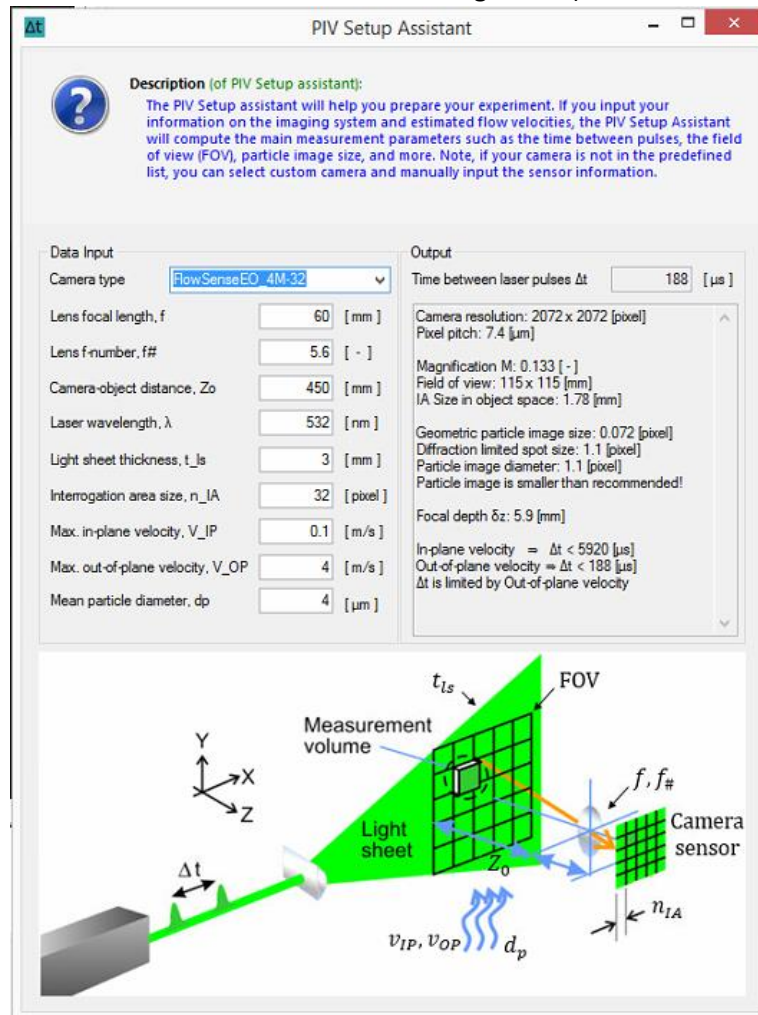 Δt
PIV Setup Assistant
Description (of PIV Setup assistant):
The PIV Setup assistant will help you prepare your experiment. If you input your
information on the imaging system and estimated flow velocities, the PIV Setup Assistant
will compute the main measurement parameters such as the time between pulses, the field
of view (FOV), particle image size, and more. Note, if your camera is not in the predefined
list, you can select custom camera and manually input the sensor information.
Data Input
Camera type FlowSenseEO_4M-32
Lens focal length, f 60 [mm]
Lens f-number, f# 5.6 [ - ]
Camera-object distance, Zo 450 [mm]
Laser wavelength, λ 532 [nm]
Light sheet thickness, t_ls 3 [mm]
Interrogation area size, n_IA 32 [pixel]
Max. in-plane velocity, V_IP 0.1 [m/s]
Max. out-of-plane velocity, V_OP 4 [m/s]
Mean particle diameter, dp 4 [µm]
Output
Time between laser pulses Δt 188 [µs]
Camera resolution: 2072 x 2072 [pixel]
Pixel pitch: 7.4 [µm]
Magnification M: 0.133 [ - ]
Field of view: 115 x 115 [mm]
IA Size in object space: 1.78 [mm]
Geometric particle image size: 0.072 [pixel]
Diffraction limited spot size: 1.1 [pixel]
Particle image diameter: 1.1 [pixel]
Particle image is smaller than recommended!
Focal depth δz: 5.9 [mm]
In-plane velocity ⇒ Δt < 5920 [µs]
Out-of-plane velocity ⇒ Δt < 188 [µs]
Δt is limited by Out-of-plane velocity
t_ls
FOV
Measurement
volume
Y
X
Z
f, f_#
Light
sheet
Z_0
Camera
sensor
Δt
n_IA
v_IP, v_OP
d_p